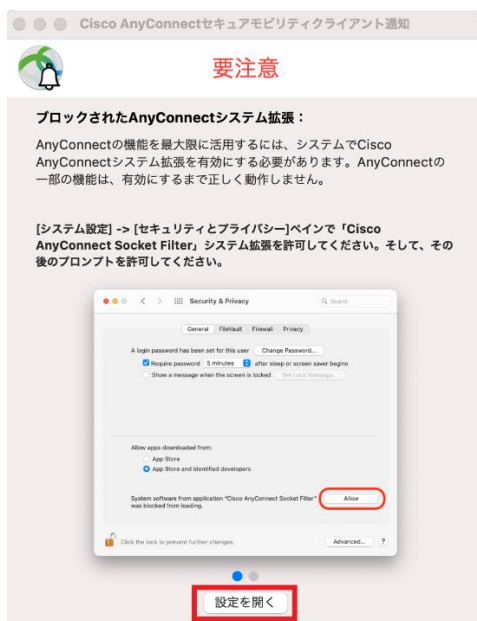 Cisco AnyConnectセキュアモビリティクライアント通知
要注意
ブロックされたAnyConnectシステム拡張：
AnyConnectの機能を最大限に活用するには、システムでCisco
AnyConnectシステム拡張を有効にする必要があります。AnyConnectの
一部の機能は、有効にするまで正しく動作しません。
[システム設定] -> [セキュリティとプライバシー]ペインで「Cisco
AnyConnect Socket Filter」システム拡張を許可してください。そして、その
後のプロンプトを許可してください。
Security & Privacy
Search
General FileVault Firewall Privacy
A login password has been set for this user Change Password...
Require password 5 minutes after sleep or screen saver begins
Show a message when the screen is locked Set Lock Message...
Allow apps downloaded from:
App Store
App Store and identified developers
System software from application "Cisco AnyConnect Socket Filter" Allow
was blocked from loading.
Click the lock to prevent further changes. Advanced... ?
設定を開く